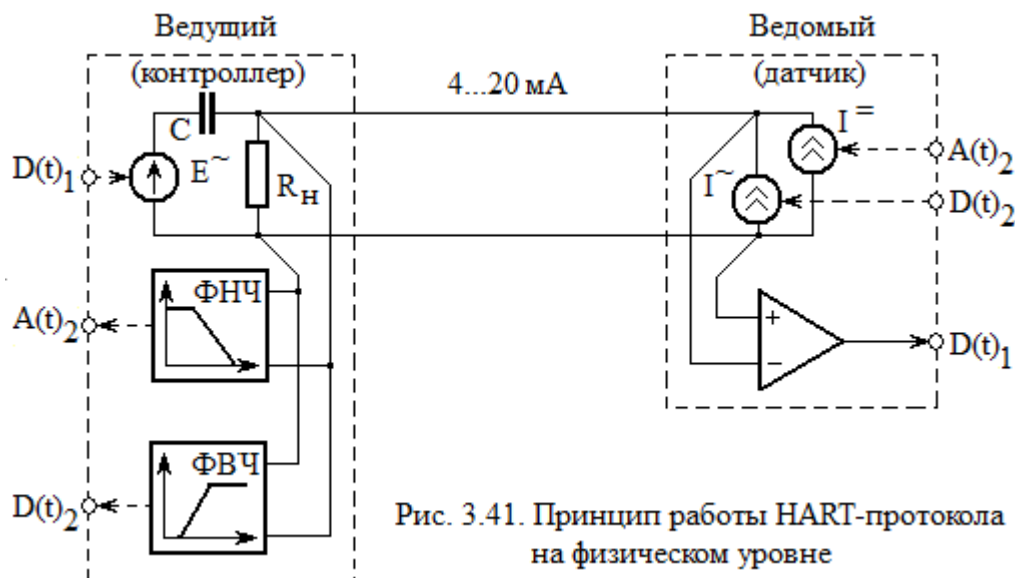 Ведущий
(контроллер)
Ведомый
(датчик)
4...20 мА
C
E~
Rн
I=
I~
D(t)1
A(t)2
D(t)2
ФНЧ
A(t)2
+
−
D(t)1
ФВЧ
D(t)2
Рис. 3.41. Принцип работы HART-протокола
на физическом уровне